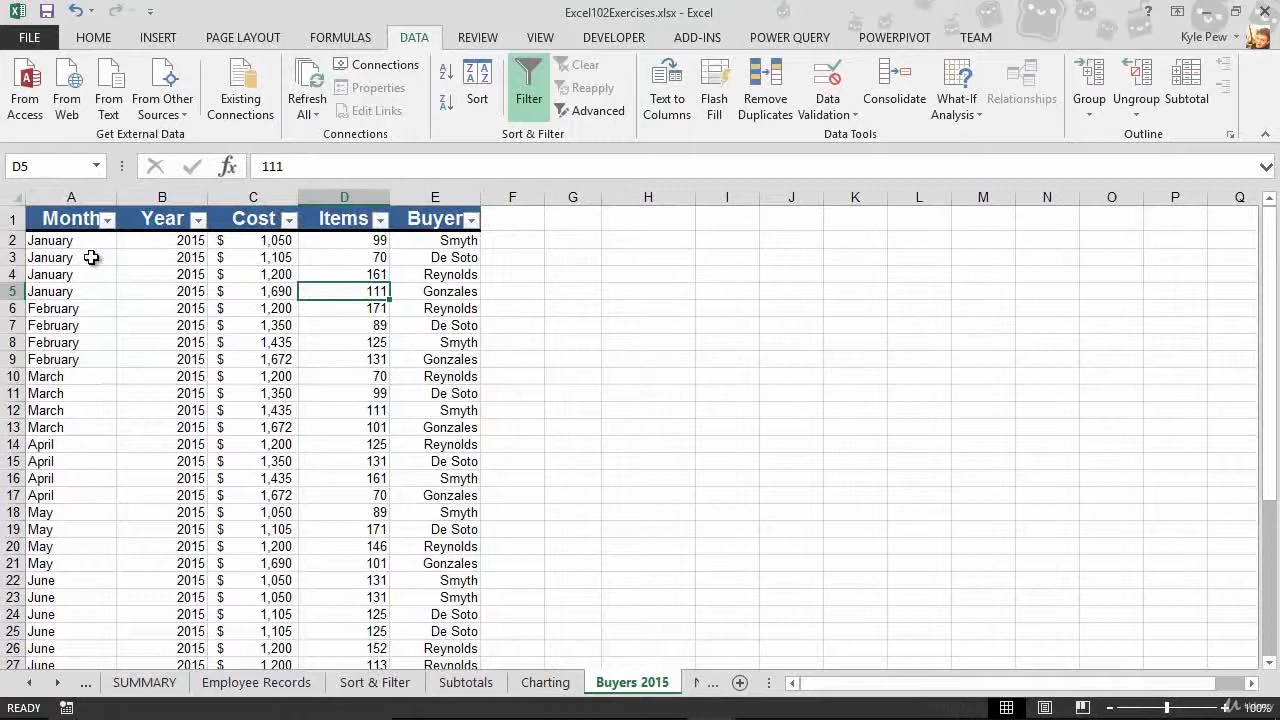 Excel102Exercises.xlsx - Excel
FILE HOME INSERT PAGE LAYOUT FORMULAS DATA REVIEW VIEW DEVELOPER ADD-INS POWER QUERY POWERPIVOT TEAM Kyle Pew
From Access
From Web
From Text
From Other Sources
Existing Connections
Refresh All
Connections
Properties
Edit Links
Sort
Filter
Clear
Reapply
Advanced
Text to Columns
Flash Fill
Remove Duplicates
Data Validation
Consolidate
What-If Analysis
Relationships
Group
Ungroup
Subtotal
Get External Data Connections Sort & Filter Data Tools Outline
D5 fx 111
A B C D E F G H I J K L M N O P Q
1 Month Year Cost Items Buyer
2 January 2015 $ 1,050 99 Smyth
3 January 2015 $ 1,105 70 De Soto
4 January 2015 $ 1,200 161 Reynolds
5 January 2015 $ 1,690 111 Gonzales
6 February 2015 $ 1,200 171 Reynolds
7 February 2015 $ 1,350 89 De Soto
8 February 2015 $ 1,435 125 Smyth
9 February 2015 $ 1,672 131 Gonzales
10 March 2015 $ 1,200 70 Reynolds
11 March 2015 $ 1,350 99 De Soto
12 March 2015 $ 1,435 111 Smyth
13 March 2015 $ 1,672 101 Gonzales
14 April 2015 $ 1,200 125 Reynolds
15 April 2015 $ 1,350 131 De Soto
16 April 2015 $ 1,435 161 Smyth
17 April 2015 $ 1,672 70 Gonzales
18 May 2015 $ 1,050 89 Smyth
19 May 2015 $ 1,105 171 De Soto
20 May 2015 $ 1,200 146 Reynolds
21 May 2015 $ 1,690 101 Gonzales
22 June 2015 $ 1,050 131 Smyth
23 June 2015 $ 1,050 131 Smyth
24 June 2015 $ 1,105 125 De Soto
25 June 2015 $ 1,105 125 De Soto
26 June 2015 $ 1,200 152 Reynolds
27 June 2015 $ 1,200 113 Reynolds
... SUMMARY Employee Records Sort & Filter Subtotals Charting Buyers 2015 ...
READY 100%